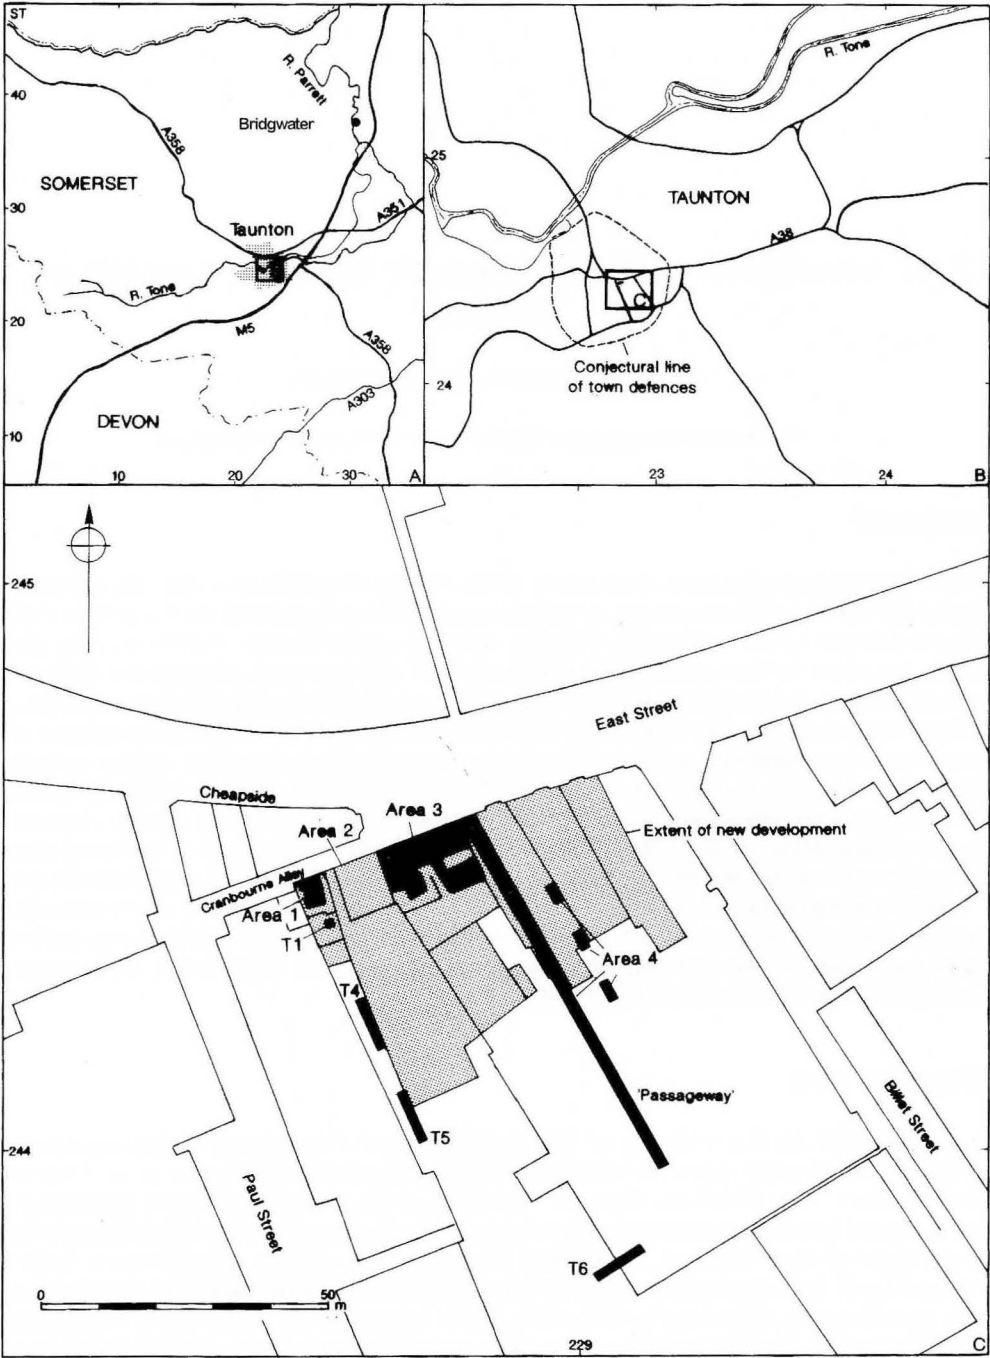 ST
40
R. Parrett
Bridgwater
A358
SOMERSET
30
A351
Taunton
R. Tone
20
M5
A358
A303
DEVON
10
10
20
30
A
R. Tone
25
TAUNTON
A38
C
Conjectural line
of town defences
24
23
24
B
245
East Street
Cheapside
Area 3
Area 2
Extent of new development
Cranbourne Alley
Area 1
T1
Area 4
T4
'Passageway'
Billet Street
T5
244
Paul Street
T6
0
50
m
229
C